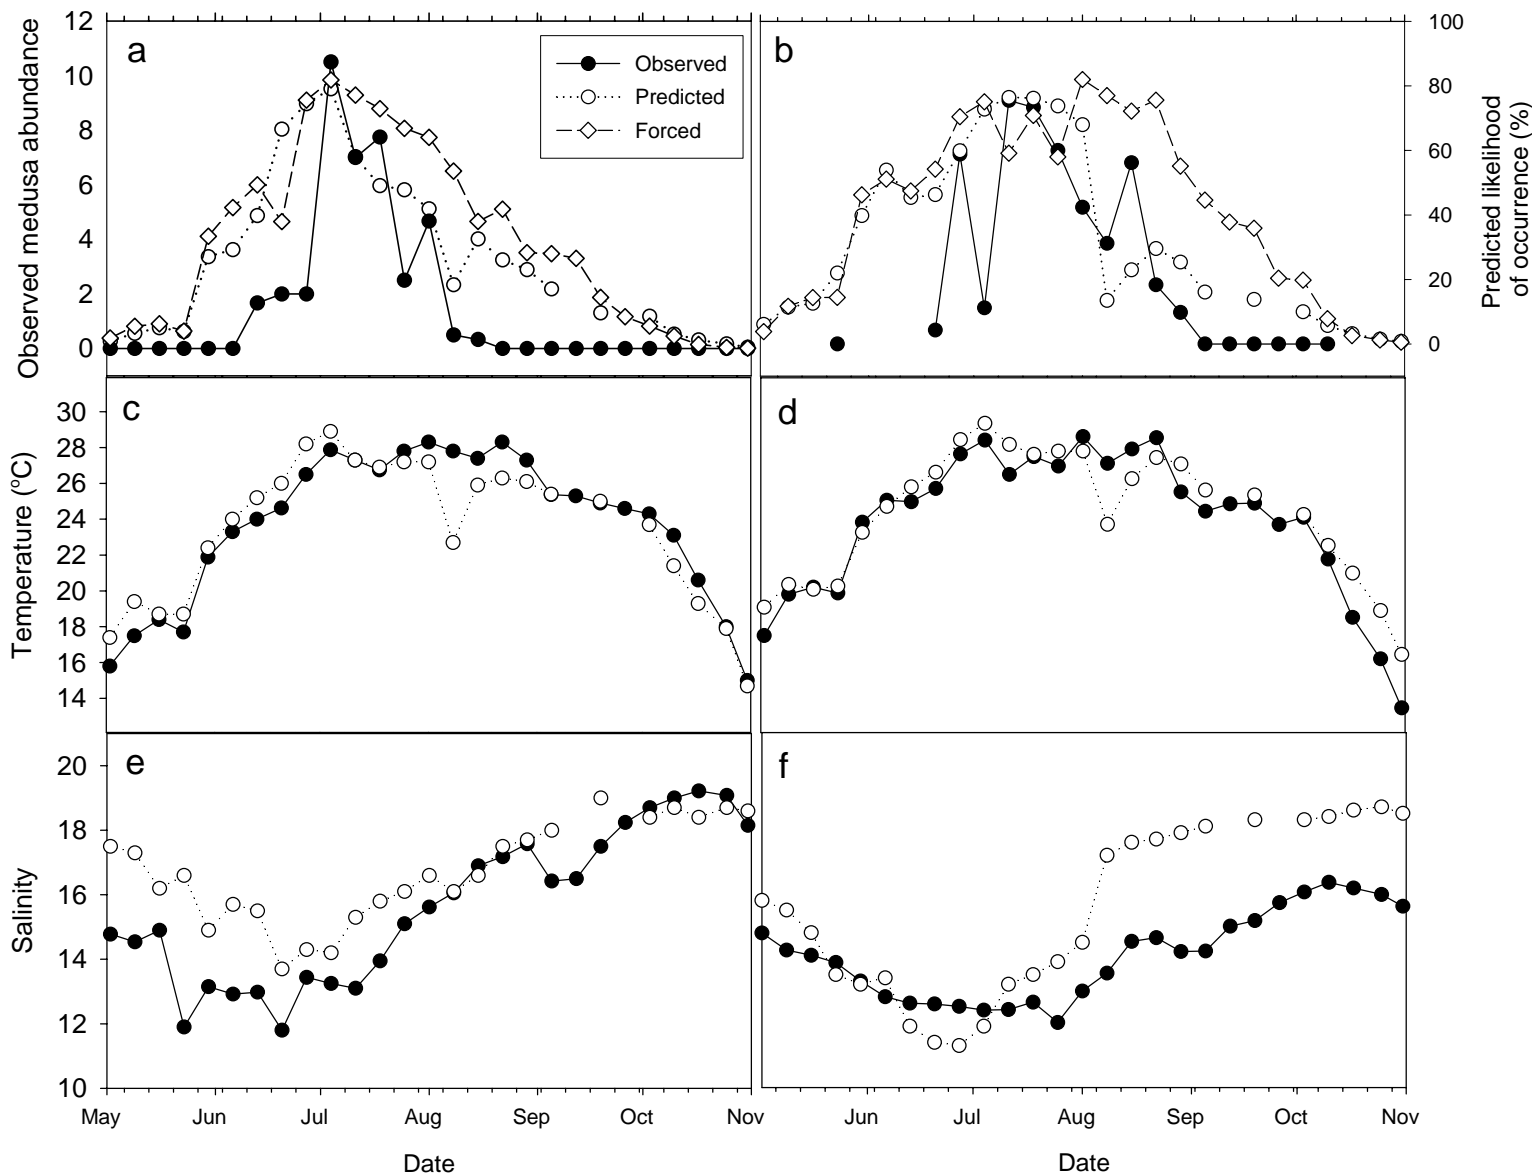 12
10
8
6
4
2
0
Observed medusa abundance
a
Observed
Predicted
Forced
b
100
80
60
40
20
0
Predicted likelihood
of occurrence (%)
30
28
26
24
22
20
18
16
14
Temperature (ºC)
c
d
20
18
16
14
12
10
Salinity
e
f
May Jun Jul Aug Sep Oct Nov
Jun Jul Aug Sep Oct Nov
Date
Date